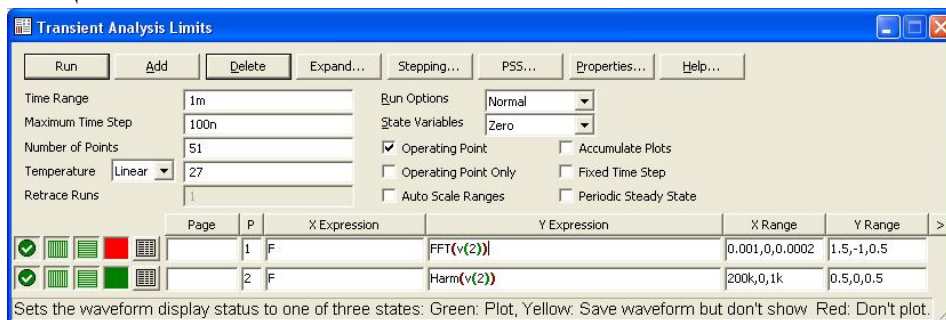 Transient Analysis Limits
Run Add Delete Expand... Stepping... PSS... Properties... Help...
Time Range 1m Run Options Normal
Maximum Time Step 100n State Variables Zero
Number of Points 51 Operating Point Accumulate Plots
Temperature Linear 27 Operating Point Only Fixed Time Step
Retrace Runs 1 Auto Scale Ranges Periodic Steady State
Page P X Expression Y Expression X Range Y Range >
1 F FFT(v(2)) 0.001,0,0.0002 1.5,-1,0.5
2 F Harm(v(2)) 200k,0,1k 0.5,0,0.5
Sets the waveform display status to one of three states: Green: Plot, Yellow: Save waveform but don't show Red: Don't plot.